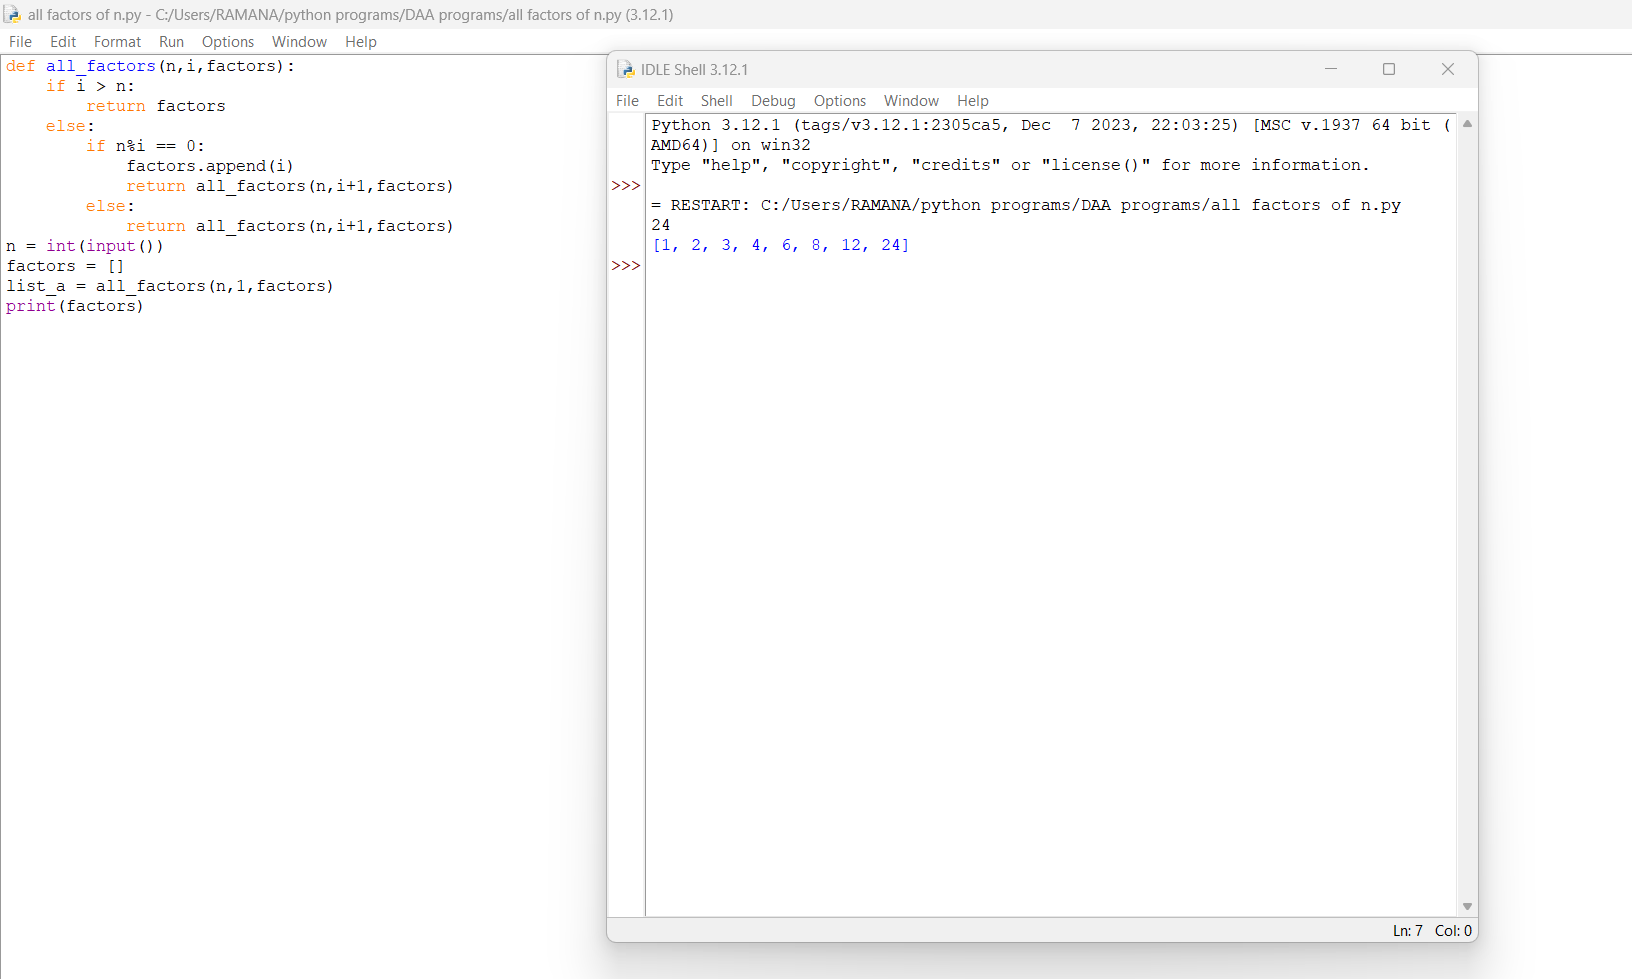 all factors of n.py - C:/Users/RAMANA/python programs/DAA programs/all factors of n.py (3.12.1)
File Edit Format Run Options Window Help
def all_factors(n,i,factors):
    if i > n:
        return factors
    else:
        if n%i == 0:
            factors.append(i)
            return all_factors(n,i+1,factors)
        else:
            return all_factors(n,i+1,factors)
n = int(input())
factors = []
list_a = all_factors(n,1,factors)
print(factors)
IDLE Shell 3.12.1
File Edit Shell Debug Options Window Help
Python 3.12.1 (tags/v3.12.1:2305ca5, Dec  7 2023, 22:03:25) [MSC v.1937 64 bit (
AMD64)] on win32
Type "help", "copyright", "credits" or "license()" for more information.
>>>
= RESTART: C:/Users/RAMANA/python programs/DAA programs/all factors of n.py
24
[1, 2, 3, 4, 6, 8, 12, 24]
>>>
Ln: 7 Col: 0